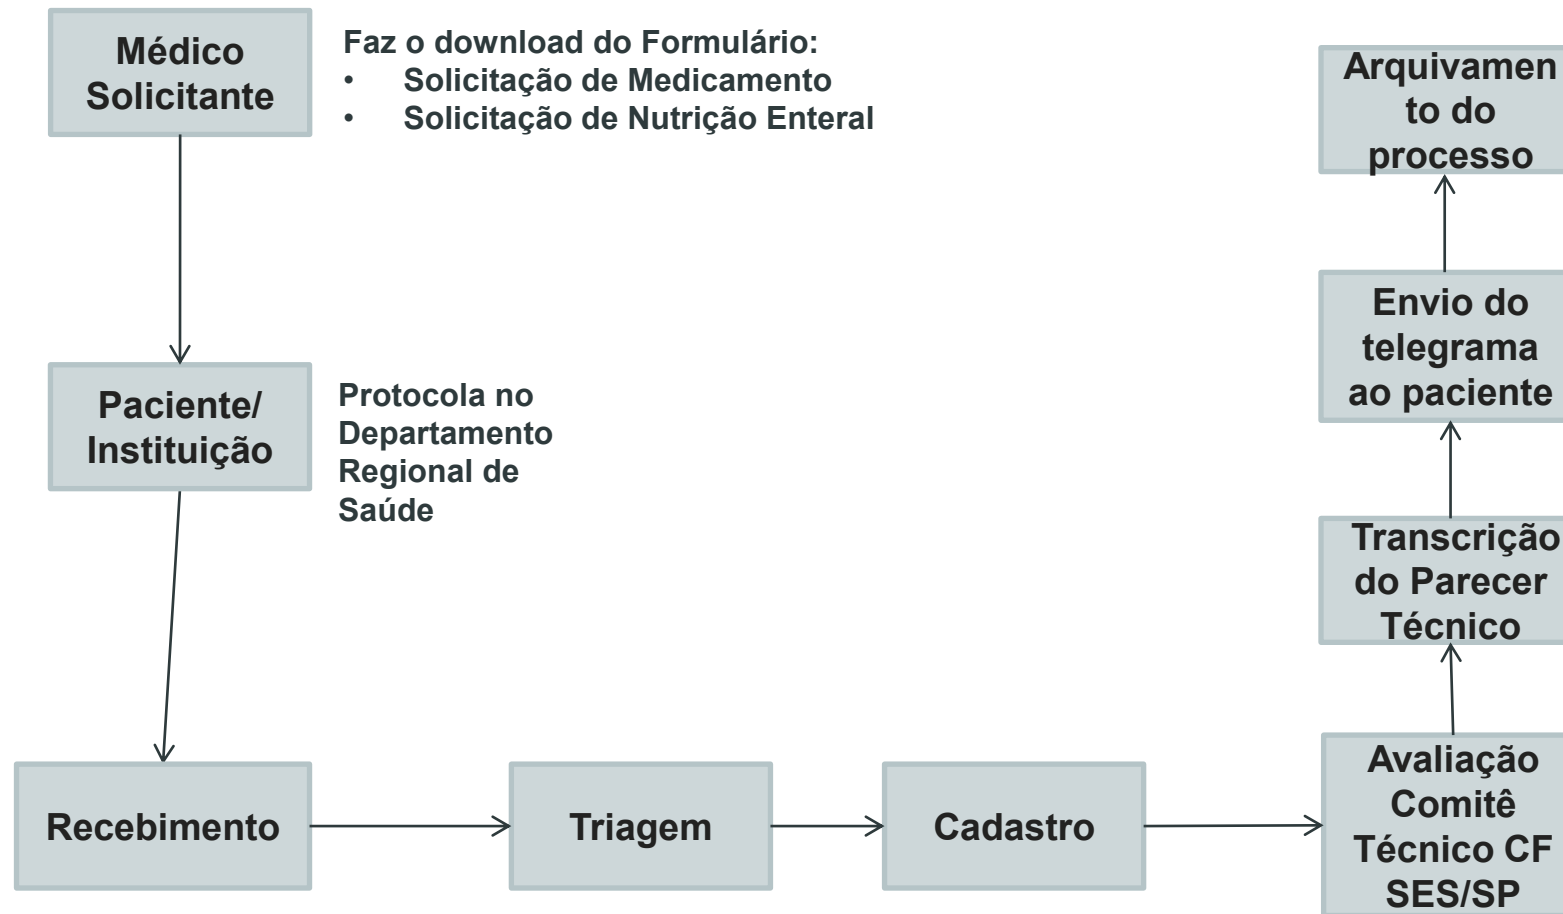 Médico
Solicitante
Faz o download do Formulário:
• Solicitação de Medicamento
• Solicitação de Nutrição Enteral
Paciente/
Instituição
Protocola no
Departamento
Regional de
Saúde
Recebimento
Triagem
Cadastro
Avaliação
Comitê
Técnico CF
SES/SP
Transcrição
do Parecer
Técnico
Envio do
telegrama
ao paciente
Arquivamen
to do
processo